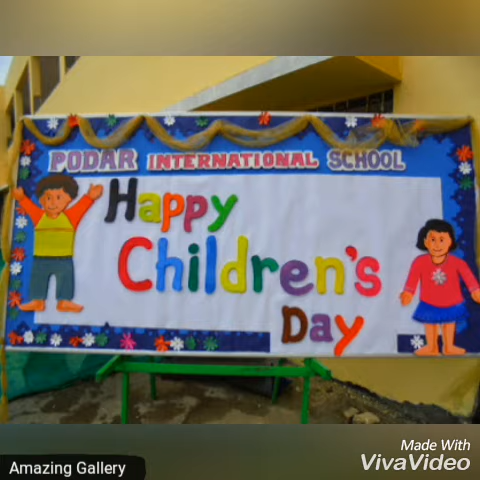 PODAR INTERNATIONAL SCHOOL
Happy
Children's
Day
Made With
VivaVideo
Amazing Gallery